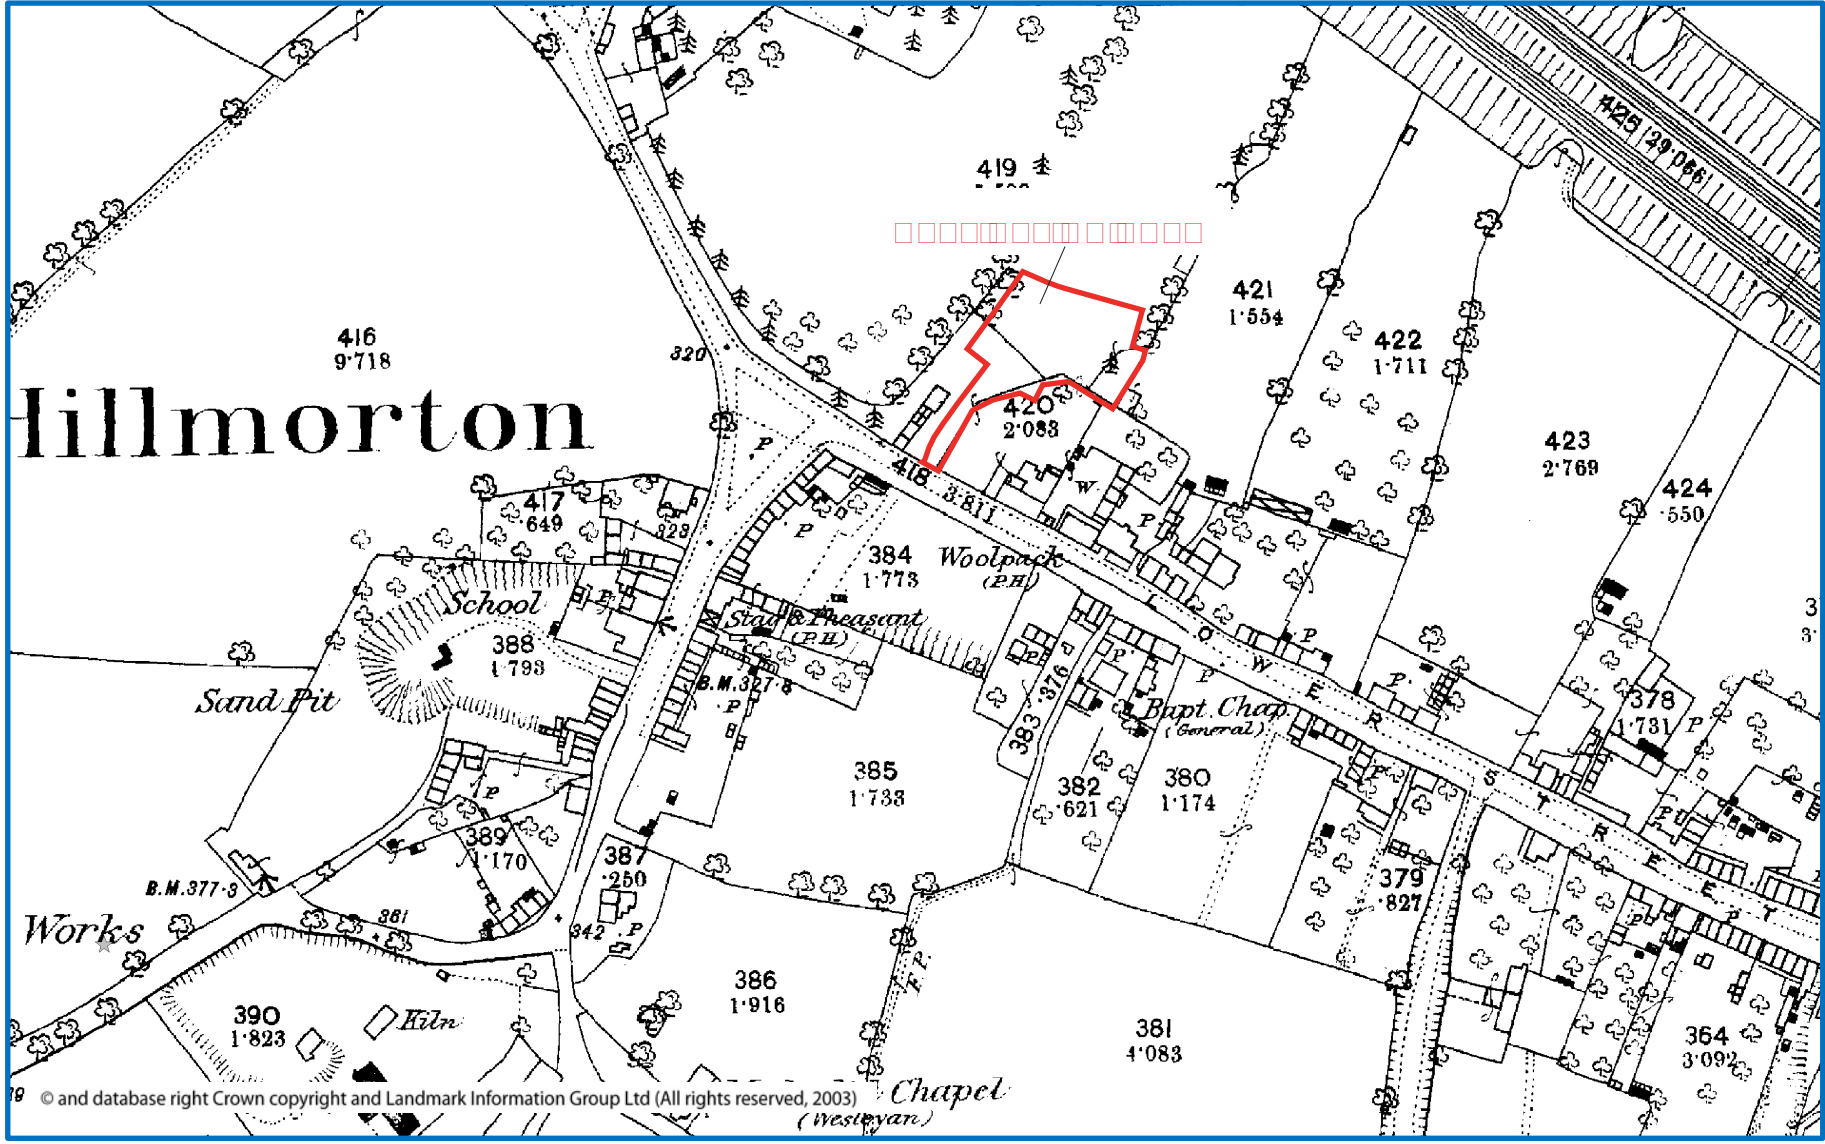 425
29·066
419
421
1·554
416
9·718
320
422
1·711
Hillmorton
420
2·083
P
423
2·769
418
3·811
424
·550
417
·649
W
P
328
P
384
1·773
Woolpack
(P.H.)
School
P
Stag & Pheasant
(P.H.)
388
1·793
LOWER STREET
P
P
P
P
376
B.M.327·8
Sand Pit
P
P
378
1·731
P
Bapt. Chap.
(General)
383
385
1·733
382
·621
380
1·174
P
P
P
389
1·170
387
·250
379
·827
B.M.377·3
361
Works
342
P
P
F.P.
386
1·916
390
1·823
Kiln
381
4·083
364
3·092
Chapel
(Wesleyan)
© and database right Crown copyright and Landmark Information Group Ltd (All rights reserved, 2003)